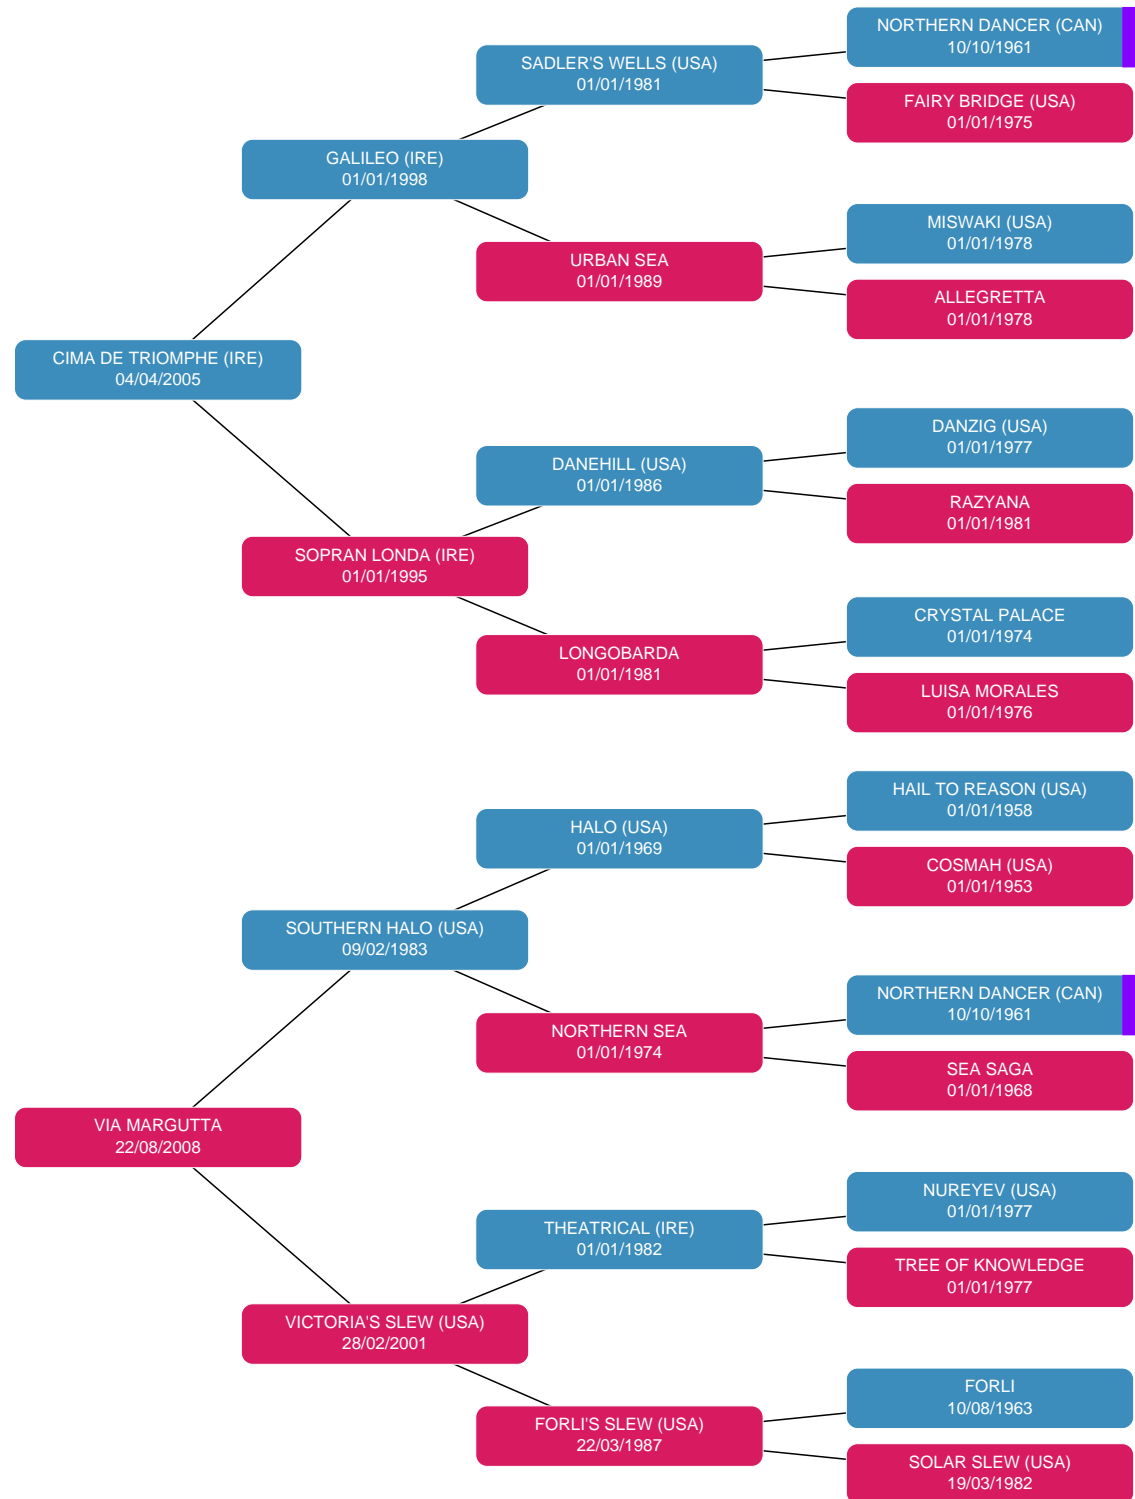 NORTHERN DANCER (CAN)
10/10/1961
SADLER'S WELLS (USA)
01/01/1981
FAIRY BRIDGE (USA)
01/01/1975
GALILEO (IRE)
01/01/1998
MISWAKI (USA)
01/01/1978
URBAN SEA
01/01/1989
ALLEGRETTA
01/01/1978
CIMA DE TRIOMPHE (IRE)
04/04/2005
DANZIG (USA)
01/01/1977
DANEHILL (USA)
01/01/1986
RAZYANA
01/01/1981
SOPRAN LONDA (IRE)
01/01/1995
CRYSTAL PALACE
01/01/1974
LONGOBARDA
01/01/1981
LUISA MORALES
01/01/1976
HAIL TO REASON (USA)
01/01/1958
HALO (USA)
01/01/1969
COSMAH (USA)
01/01/1953
SOUTHERN HALO (USA)
09/02/1983
NORTHERN DANCER (CAN)
10/10/1961
NORTHERN SEA
01/01/1974
SEA SAGA
01/01/1968
VIA MARGUTTA
22/08/2008
NUREYEV (USA)
01/01/1977
THEATRICAL (IRE)
01/01/1982
TREE OF KNOWLEDGE
01/01/1977
VICTORIA'S SLEW (USA)
28/02/2001
FORLI
10/08/1963
FORLI'S SLEW (USA)
22/03/1987
SOLAR SLEW (USA)
19/03/1982